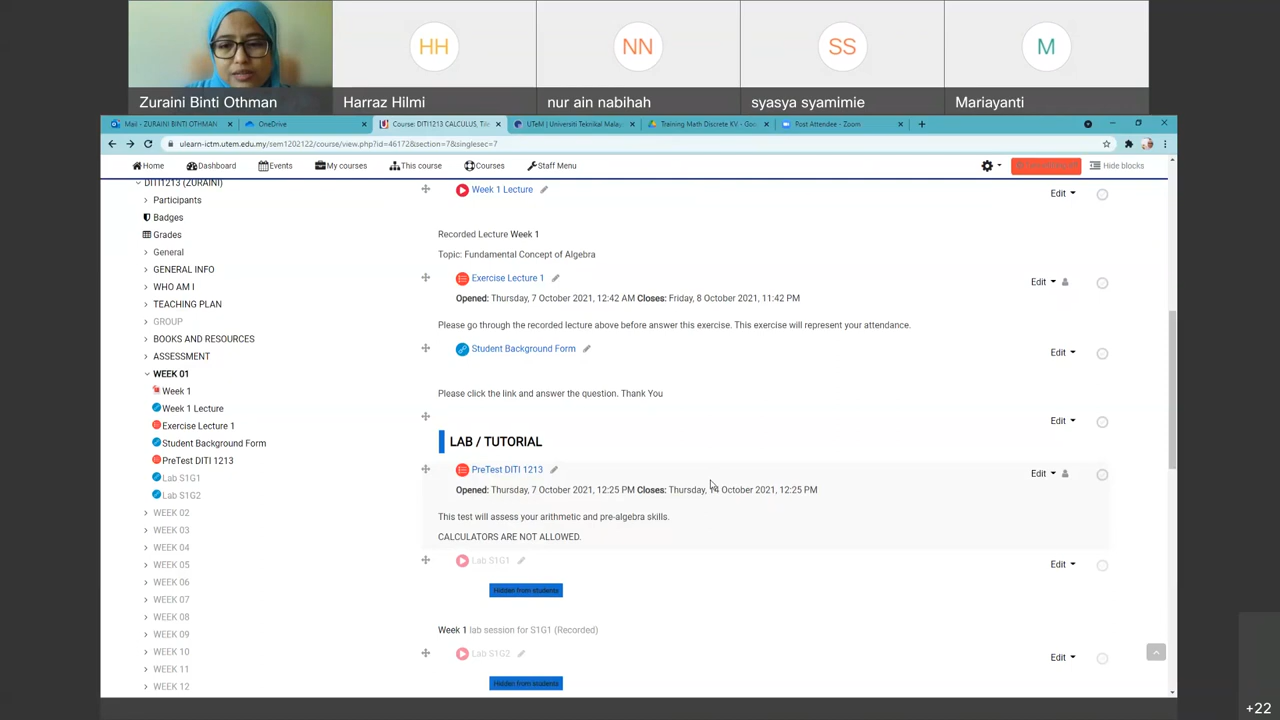 HH
NN
SS
M
Zuraini Binti Othman
Harraz Hilmi
nur ain nabihah
syasya syamimie
Mariayanti
Mail - ZURAINI BINTI OTHMAN
OneDrive
Course: DITI1213 CALCULUS, Title
UTeM | Universiti Teknikal Malay
Training Math Discrete KV - Goo
Post Attendee - Zoom
ulearn-ictm.utem.edu.my/sem1202122/course/view.php?id=46172&section=7&singlesec=7
Home
Dashboard
Events
My courses
This course
Courses
Staff Menu
Hide blocks
DITI1213 (ZURAINI)
Participants
Badges
Grades
General
GENERAL INFO
WHO AM I
TEACHING PLAN
GROUP
BOOKS AND RESOURCES
ASSESSMENT
WEEK 01
Week 1
Week 1 Lecture
Exercise Lecture 1
Student Background Form
PreTest DITI 1213
Lab S1G1
Lab S1G2
WEEK 02
WEEK 03
WEEK 04
WEEK 05
WEEK 06
WEEK 07
WEEK 08
WEEK 09
WEEK 10
WEEK 11
WEEK 12
Week 1 Lecture
Edit
Recorded Lecture Week 1
Topic: Fundamental Concept of Algebra
Exercise Lecture 1
Edit
Opened: Thursday, 7 October 2021, 12:42 AM Closes: Friday, 8 October 2021, 11:42 PM
Please go through the recorded lecture above before answer this exercise. This exercise will represent your attendance.
Student Background Form
Edit
Please click the link and answer the question. Thank You
Edit
LAB / TUTORIAL
PreTest DITI 1213
Edit
Opened: Thursday, 7 October 2021, 12:25 PM Closes: Thursday, 14 October 2021, 12:25 PM
This test will assess your arithmetic and pre-algebra skills.
CALCULATORS ARE NOT ALLOWED.
Lab S1G1
Edit
Hidden from students
Week 1 lab session for S1G1 (Recorded)
Lab S1G2
Edit
Hidden from students
+22